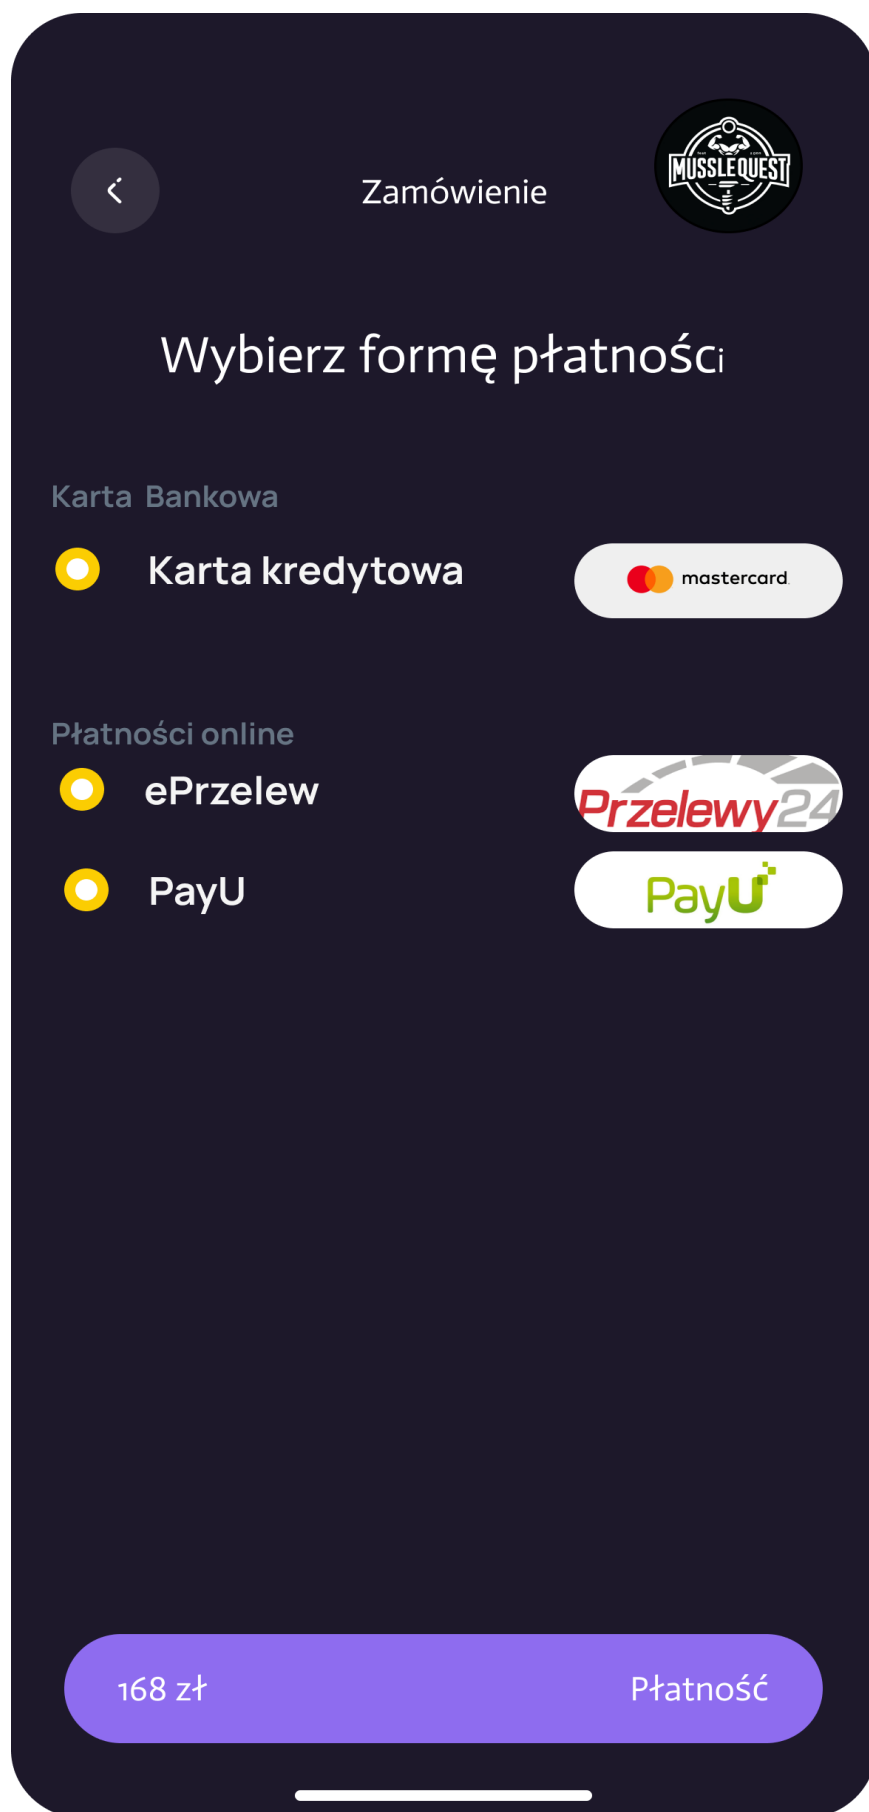 Zamówienie
MUSSLEQUEST
Wybierz formę płatności
Karta Bankowa
Karta kredytowa
mastercard.
Płatności online
ePrzelew
Przelewy24
PayU
PayU
168 zł
Płatność